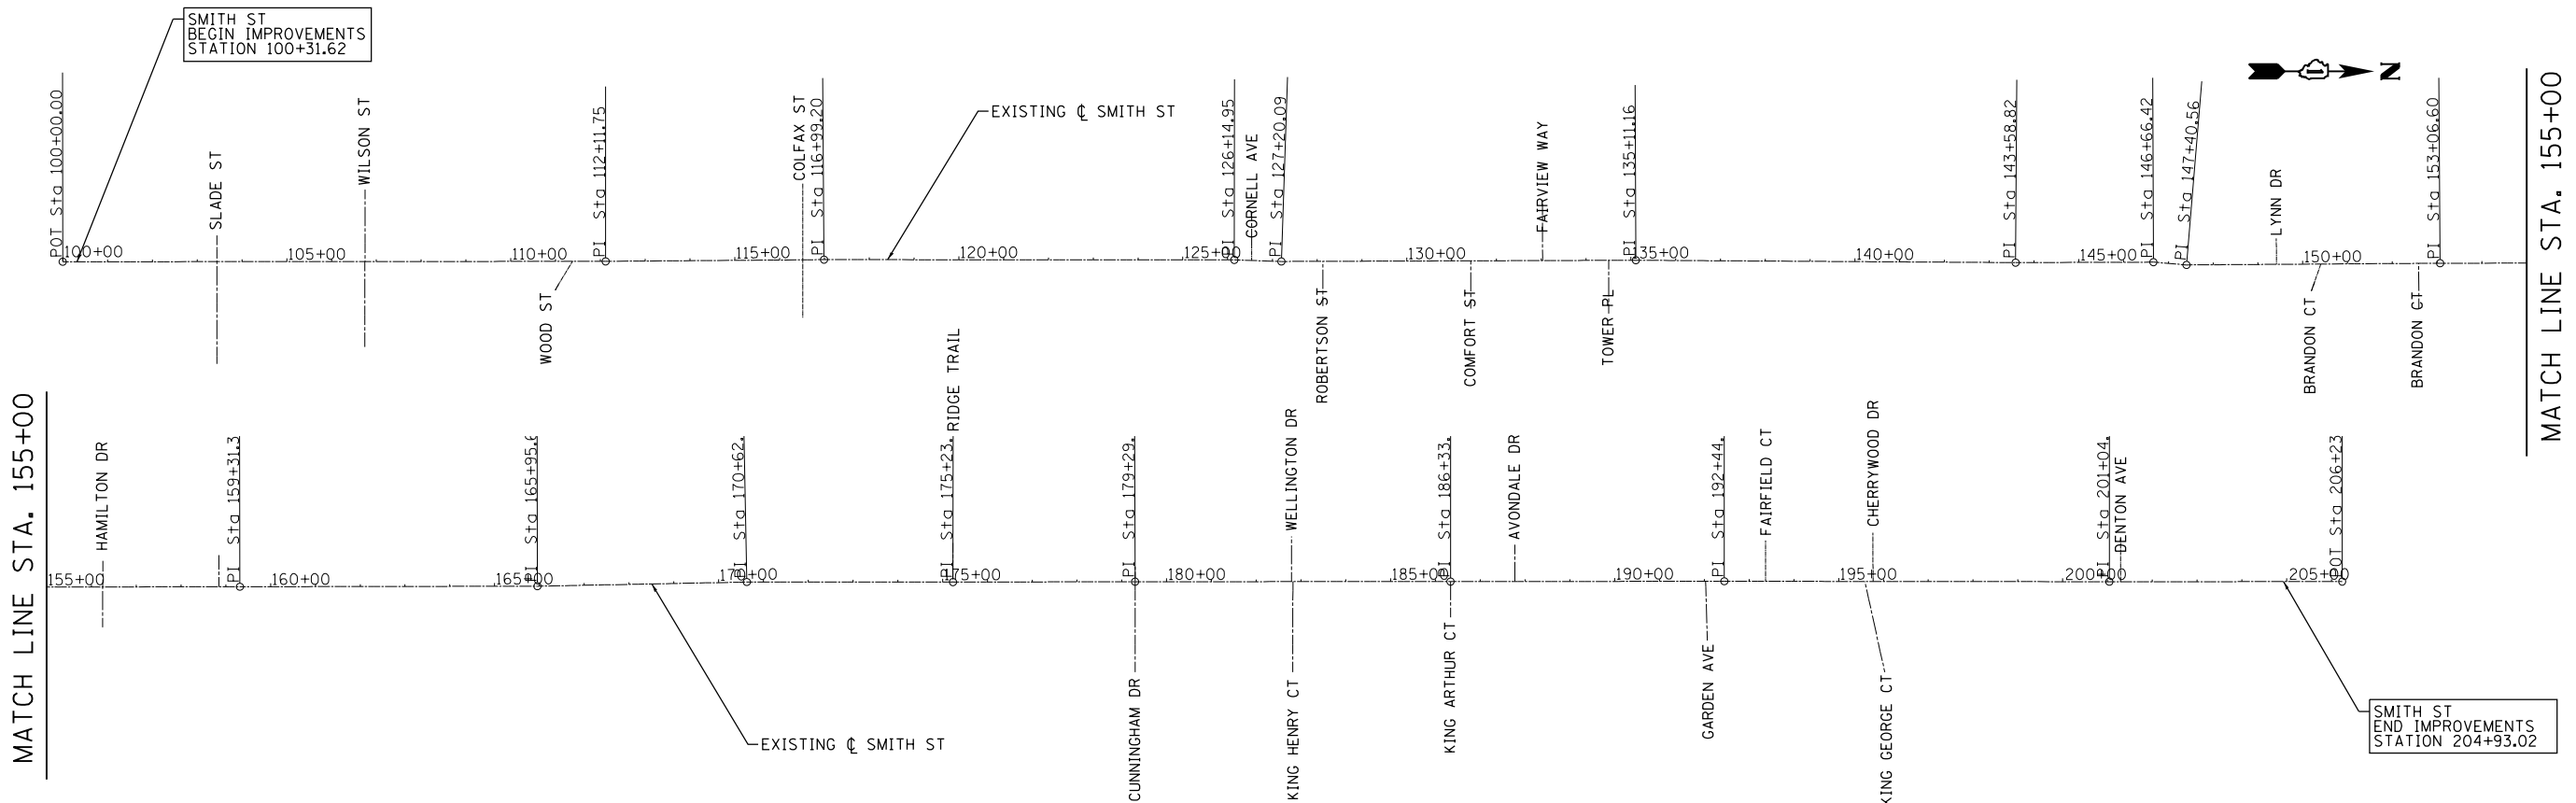 SMITH ST
BEGIN IMPROVEMENTS
STATION 100+31.62
POT Sta 100+00.00
SLADE ST
WILSON ST
WOOD ST
PI Sta 112+11.75
COLFAX ST
PI Sta 116+99.20
EXISTING ℄ SMITH ST
PI Sta 126+14.95
CORNELL AVE
PI Sta 127+20.09
ROBERTSON ST
COMFORT ST
FAIRVIEW WAY
TOWER PL
PI Sta 135+11.16
PI Sta 143+58.82
PI Sta 146+66.42
PI Sta 147+40.56
LYNN DR
BRANDON CT
BRANDON CT
PI Sta 153+06.60
N
MATCH LINE STA. 155+00
100+00
105+00
110+00
115+00
120+00
125+00
130+00
135+00
140+00
145+00
150+00
MATCH LINE STA. 155+00
HAMILTON DR
PI Sta 159+31.3
PI Sta 165+95.
PI Sta 170+62.
PI Sta 175+23.
RIDGE TRAIL
PI Sta 179+29.
CUNNINGHAM DR
WELLINGTON DR
KING HENRY CT
PI Sta 186+33.
KING ARTHUR CT
AVONDALE DR
GARDEN AVE
PI Sta 192+44.
FAIRFIELD CT
CHERRYWOOD DR
KING GEORGE CT
PI Sta 201+04.
DENTON AVE
POT Sta 206+23
155+00
160+00
165+00
170+00
175+00
180+00
185+00
190+00
195+00
200+00
205+00
EXISTING ℄ SMITH ST
SMITH ST
END IMPROVEMENTS
STATION 204+93.02